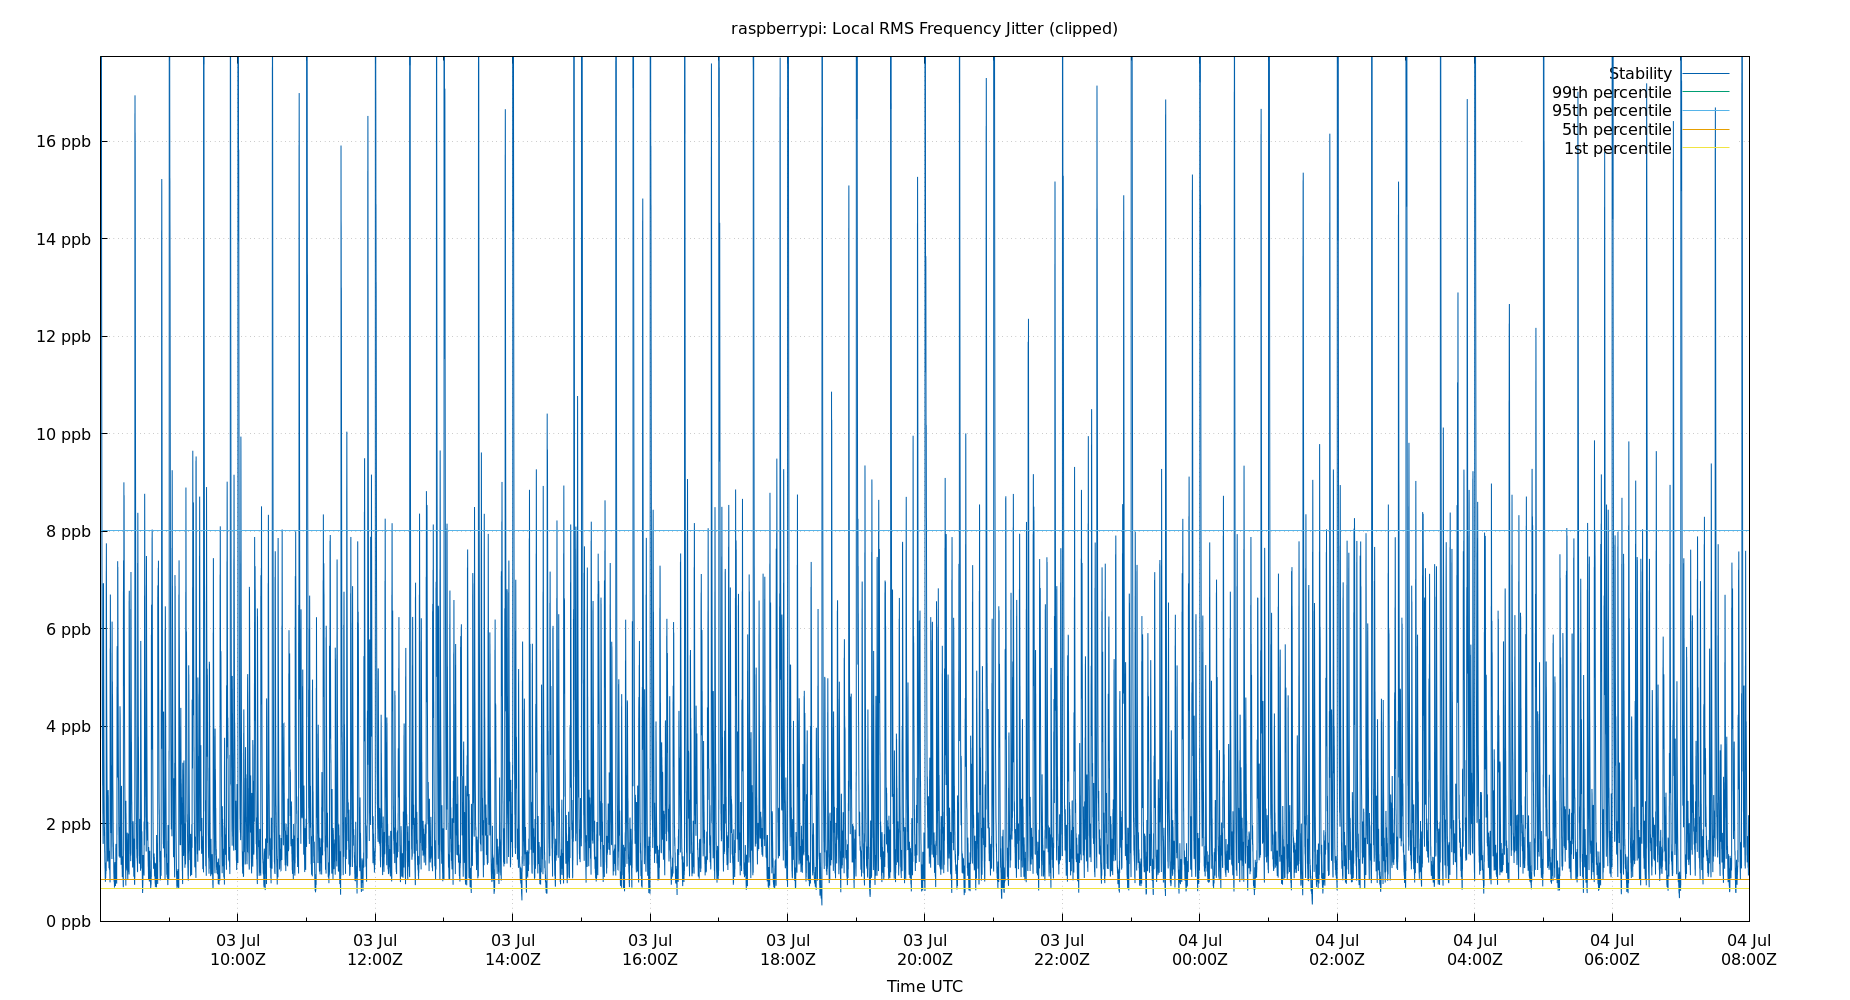 raspberrypi: Local RMS Frequency Jitter (clipped)
Stability
99th percentile
95th percentile
5th percentile
1st percentile
16 ppb
14 ppb
12 ppb
10 ppb
8 ppb
6 ppb
4 ppb
2 ppb
0 ppb
03 Jul 03 Jul 03 Jul 03 Jul 03 Jul 03 Jul 03 Jul 04 Jul 04 Jul 04 Jul 04 Jul 04 Jul
10:00Z 12:00Z 14:00Z 16:00Z 18:00Z 20:00Z 22:00Z 00:00Z 02:00Z 04:00Z 06:00Z 08:00Z
Time UTC